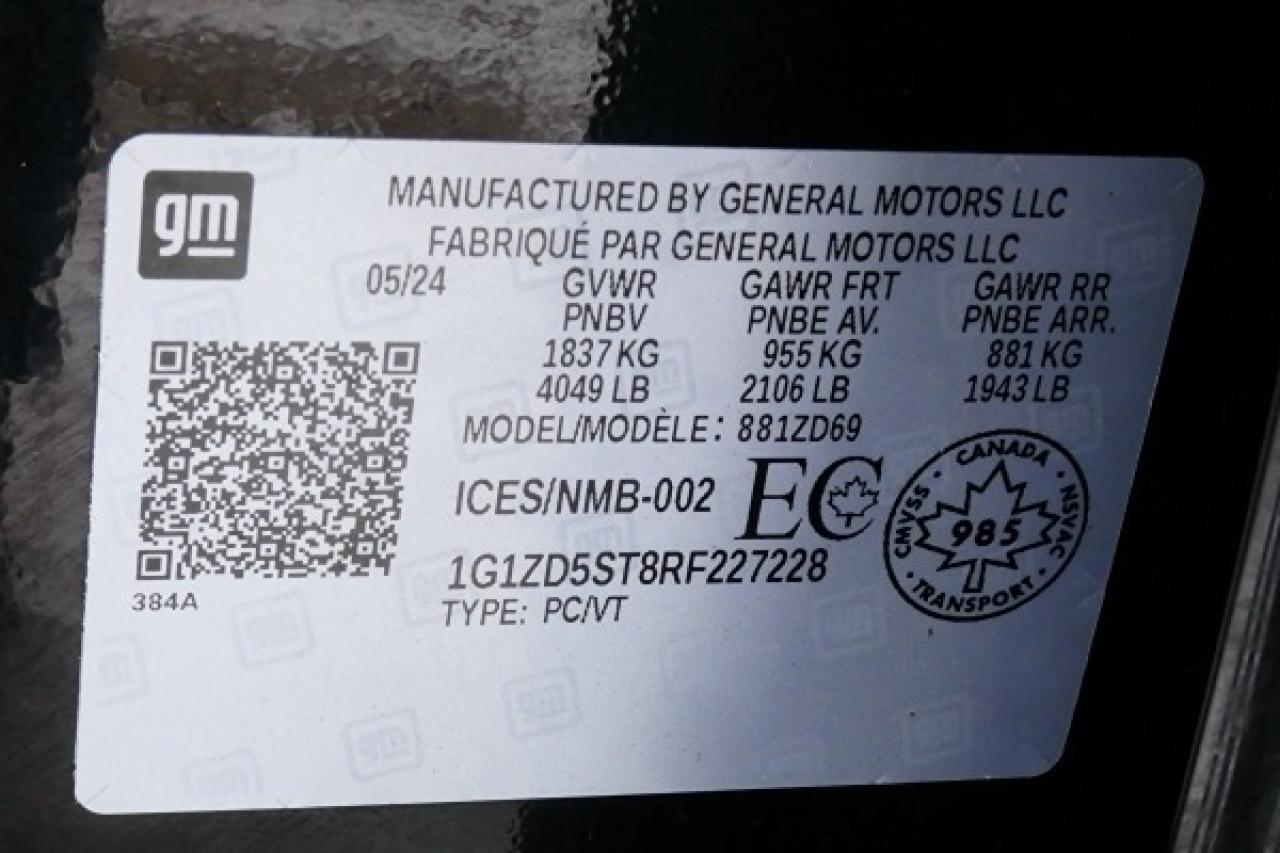 gm
MANUFACTURED BY GENERAL MOTORS LLC
FABRIQUÉ PAR GENERAL MOTORS LLC
05/24 GVWR GAWR FRT GAWR RR
PNBV PNBE AV. PNBE ARR.
1837 KG 955 KG 881 KG
4049 LB 2106 LB 1943 LB
MODEL/MODÈLE: 881ZD69
ICES/NMB-002 EC
1G1ZD5ST8RF227228
TYPE: PC/VT
384A
CANADA
CMVSS 985 NSVAC
TRANSPORT